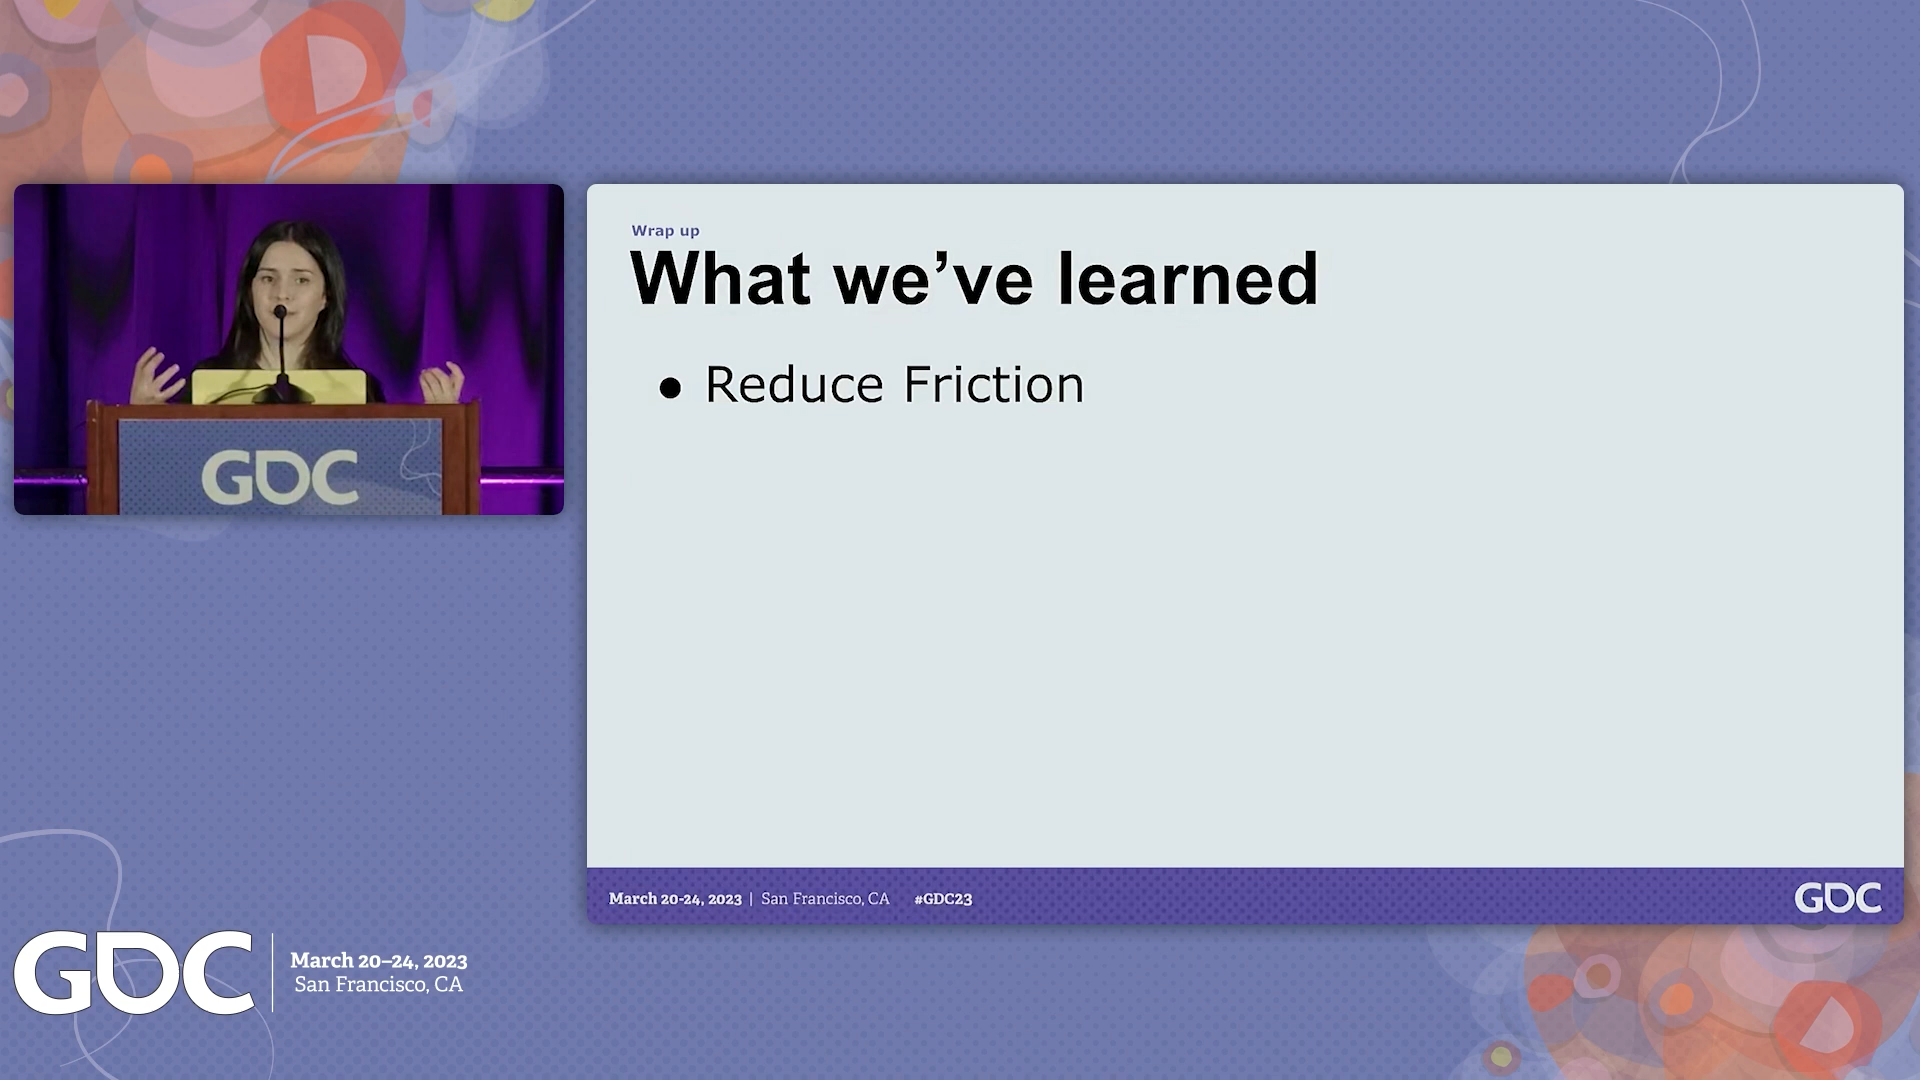 GDC
Wrap up
What we’ve learned
● Reduce Friction
March 20-24, 2023 | San Francisco, CA #GDC23
GDC
GDC
March 20–24, 2023
San Francisco, CA